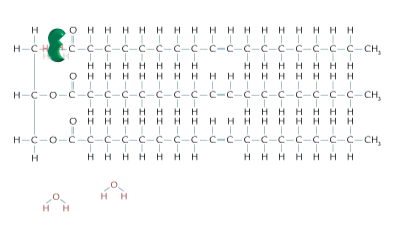 H O H H H H H H H H H H H H H H H H
H–C C–C–C–C–C–C–C–C–C=C–C–C–C–C–C–C–C–CH₃
H H H H H H H H H H H H H H
O H H H H H H H H H H H H H H H H
H–C–O–C–C–C–C–C–C–C–C–C=C–C–C–C–C–C–C–C–CH₃
H H H H H H H H H H H H H H
O H H H H H H H H H H H H H H H H
H–C–O–C–C–C–C–C–C–C–C–C=C–C–C–C–C–C–C–C–CH₃
H H H H H H H H H H H H H H H
O
H H
O
H H